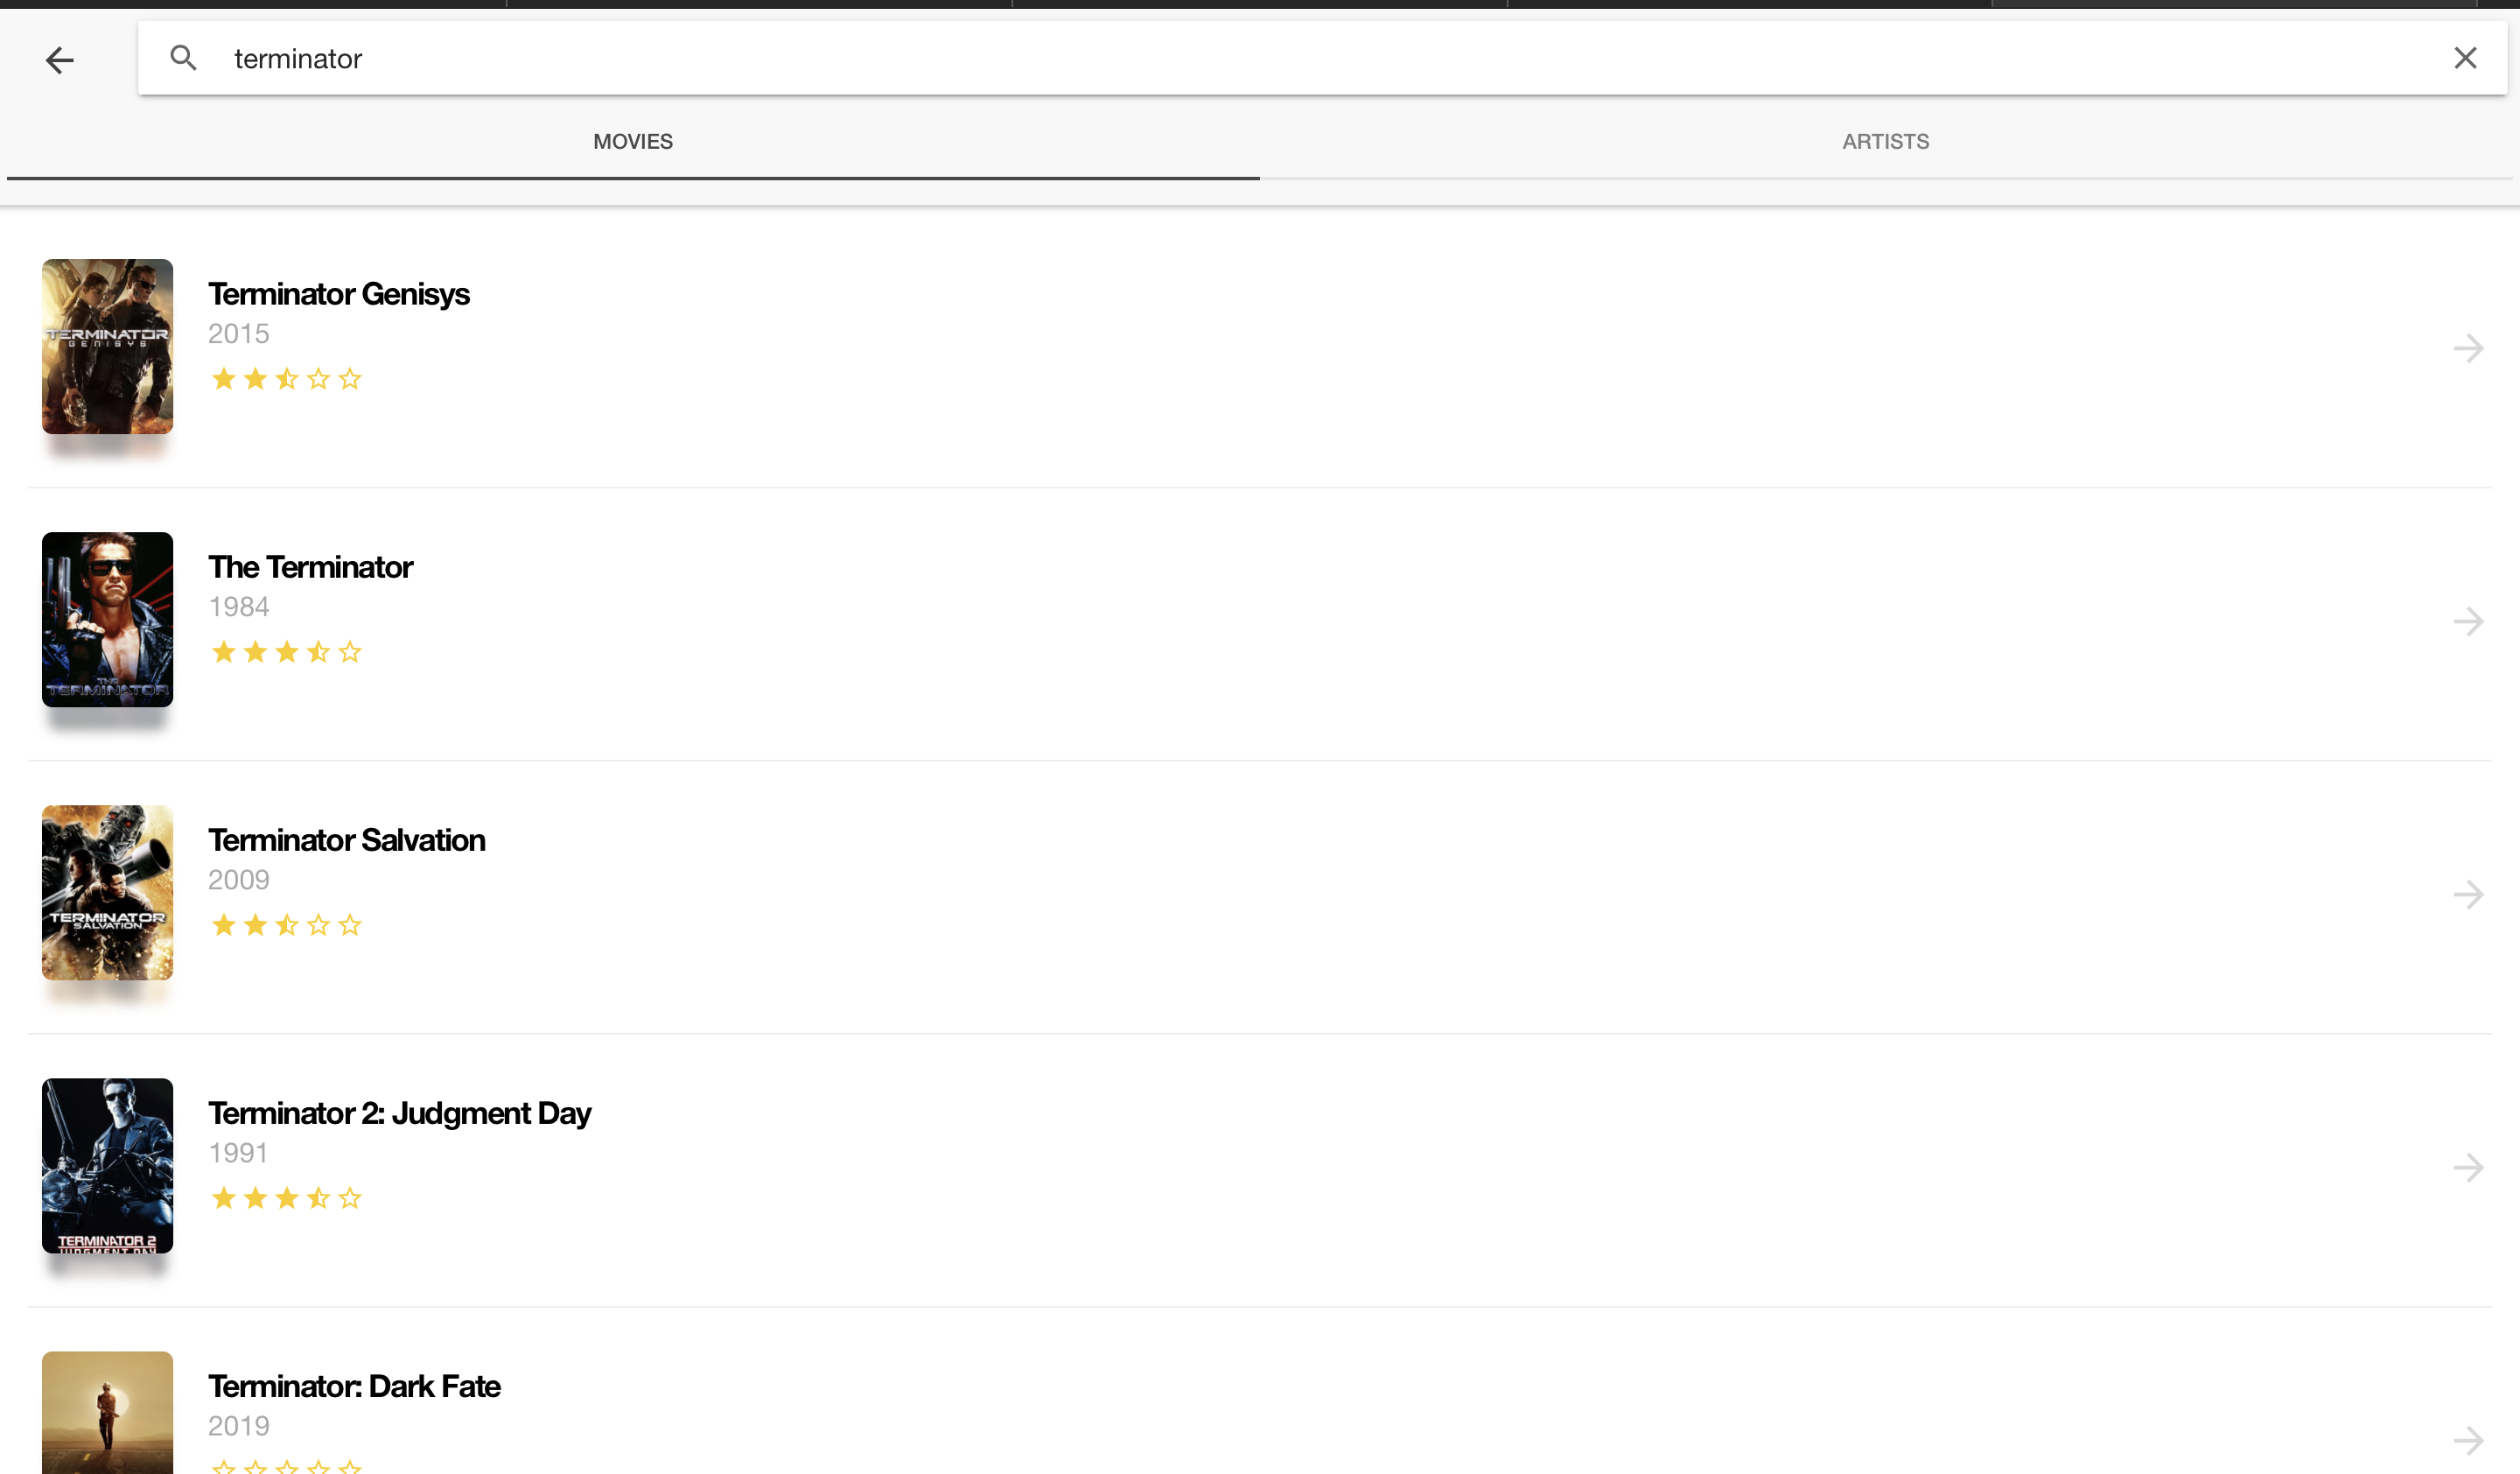 terminator
MOVIES
ARTISTS
TERMINATOR
GENISYS
Terminator Genisys
2015
THE
TERMINATOR
The Terminator
1984
TERMINATOR
SALVATION
Terminator Salvation
2009
TERMINATOR 2
JUDGMENT DAY
Terminator 2: Judgment Day
1991
Terminator: Dark Fate
2019